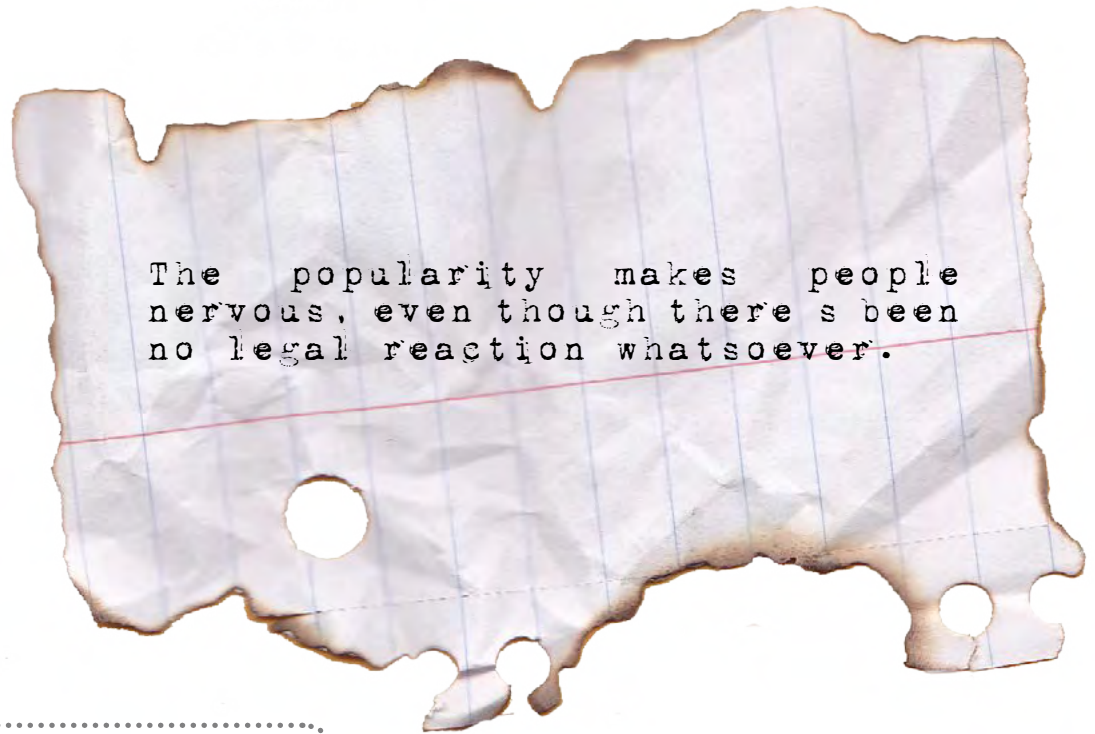 The popularity makes people
nervous, even though there s been
no legal reaction whatsoever.